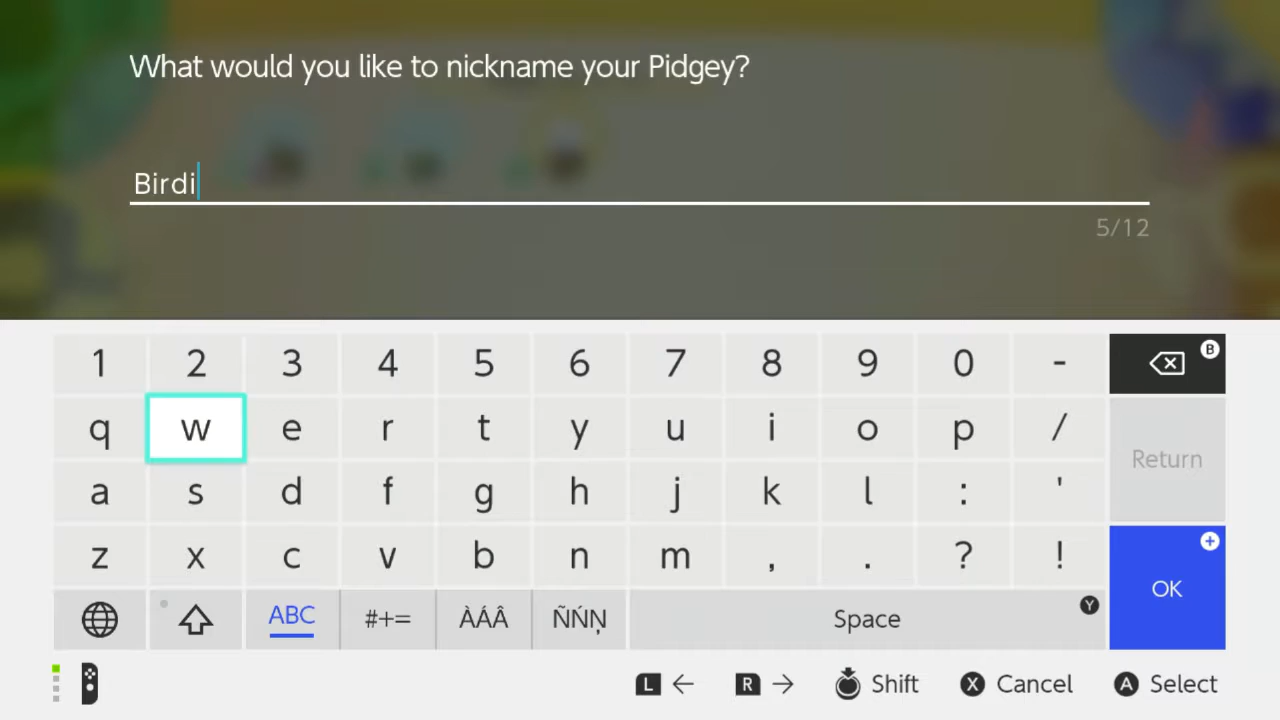 What would you like to nickname your Pidgey?
Birdi
5/12
1 2 3 4 5 6 7 8 9 0 - B
q w e r t y u i o p / Return
a s d f g h j k l : '
z x c v b n m , . ? ! + OK
ABC #+= ÀÁÂ ÑŃŅ Space Y
L ← R → Shift X Cancel A Select